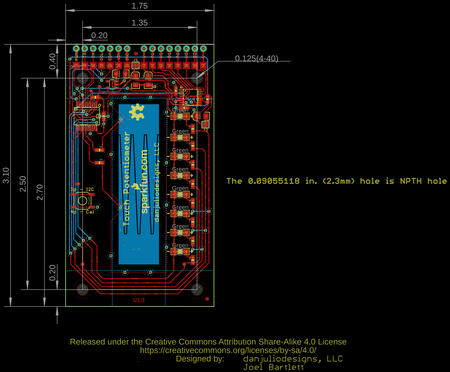 1.75
1.35
0.20
0.125(4-40)
0.40
3.10
2.50
2.70
0.20
Touch Potentiometer
sparkfun.com
danjuliodesigns, LLC
Green
Green
Green
Green
Green
Green
Green
Green
I2C
Cal
The 0.09055118 in. (2.3mm) hole is NPTH hole
V13
Released under the Creative Commons Attribution Share-Alike 4.0 License
https://creativecommons.org/licenses/by-sa/4.0/
Designed by: danjuliodesigns, LLC
Joel Bartlett